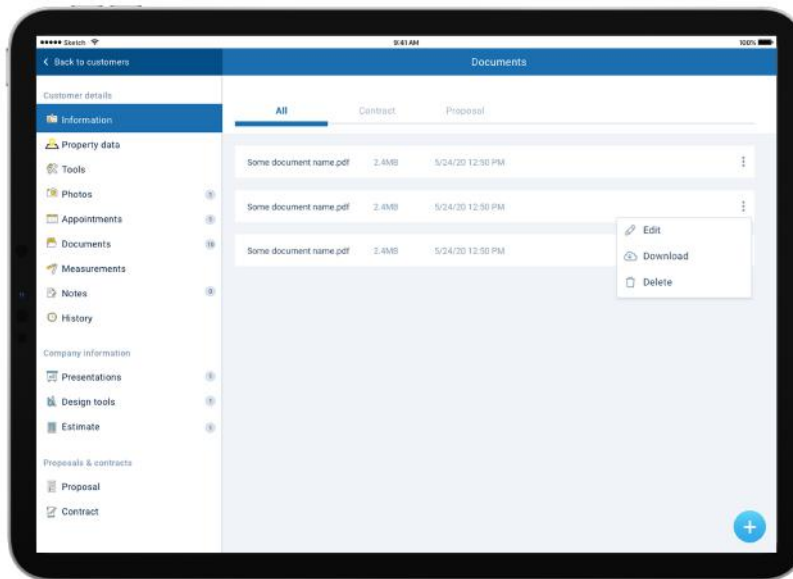 Sketch 9:41 AM 100%
Back to customers
Documents
Customer details
Information
Property data
Tools
Photos
Appointments
Documents
Measurements
Notes
History
Company information
Presentations
Design tools
Estimate
Proposals & contracts
Proposal
Contract
All Contract Proposal
Some document name.pdf 2.4MB 5/24/20 12:50 PM
Some document name.pdf 2.4MB 5/24/20 12:50 PM
Some document name.pdf 2.4MB 5/24/20 12:50 PM
Edit
Download
Delete